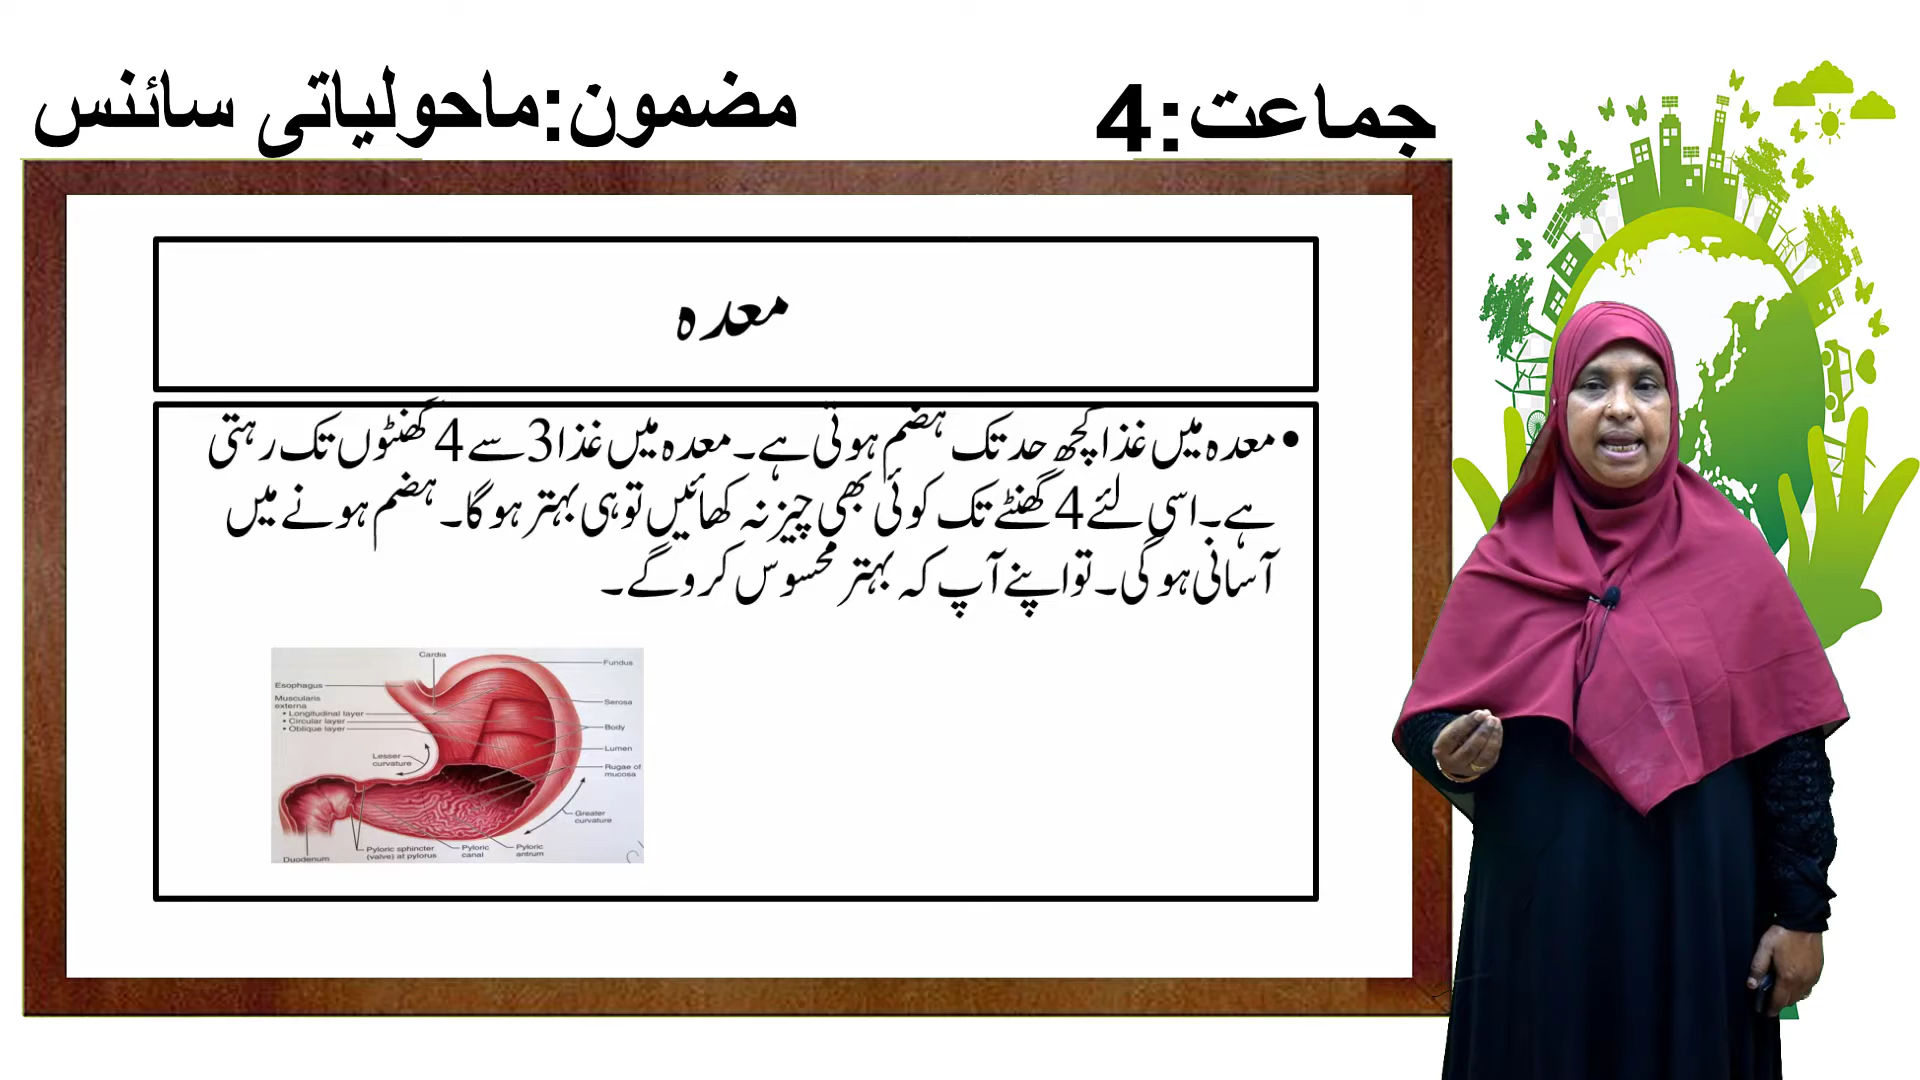 جماعت:4
مضمون:ماحولیاتی سائنس
معدہ
• معدہ میں غذا کچھ حد تک ہضم ہوتی ہے۔ معدہ میں غذا 3 سے 4 گھنٹوں تک رہتی
ہے۔ اسی لئے 4 گھنٹے تک کوئی بھی چیز نہ کھائیں تو ہی بہتر ہو گا۔ ہضم ہونے میں
آسانی ہو گی۔ تو اپنے آپ کہ بہتر محسوس کرو گے۔
Cardia
Fundus
Esophagus
Muscularis
externa
• Longitudinal layer
• Circular layer
• Oblique layer
Serosa
Body
Lumen
Lesser
curvature
Rugae of
mucosa
Greater
curvature
Pyloric sphincter
(valve) at pylorus
Pyloric
canal
Pyloric
antrum
Duodenum